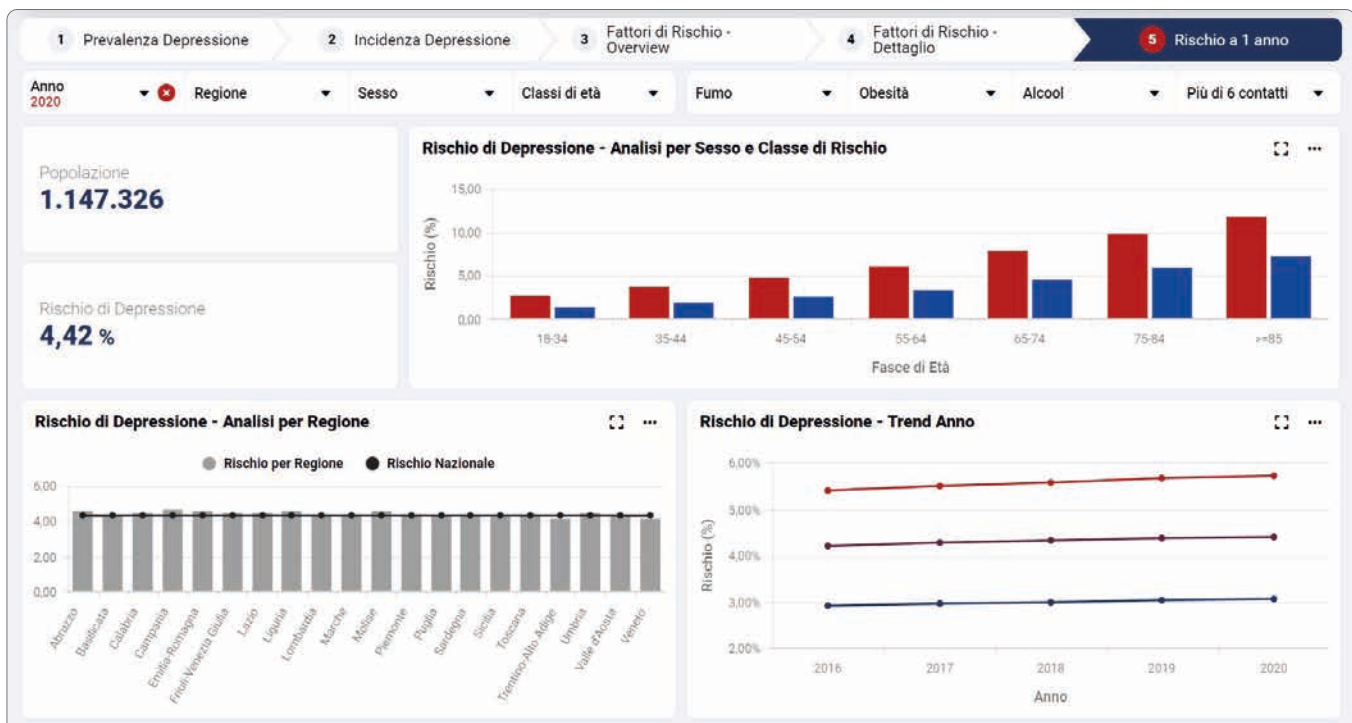 1 Prevalenza Depressione
2 Incidenza Depressione
3 Fattori di Rischio -
Overview
4 Fattori di Rischio -
Dettaglio
5 Rischio a 1 anno
Anno
2020
Regione
Sesso
Classi di età
Fumo
Obesità
Alcool
Più di 6 contatti
Popolazione
1.147.326
Rischio di Depressione
4,42 %
Rischio di Depressione - Analisi per Sesso e Classe di Rischio
Rischio (%)
15,00
10,00
5,00
0,00
18-34 35-44 45-54 55-64 65-74 75-84 >=85
Fasce di Età
Rischio di Depressione - Analisi per Regione
Rischio per Regione Rischio Nazionale
6,00
4,00
2,00
0,00
Abruzzo
Basilicata
Calabria
Campania
Emilia-Romagna
Friuli-Venezia Giulia
Lazio
Liguria
Lombardia
Marche
Molise
Piemonte
Puglia
Sardegna
Sicilia
Toscana
Trentino-Alto Adige
Umbria
Valle d'Aosta
Veneto
Rischio di Depressione - Trend Anno
Rischio (%)
6,00%
5,00%
4,00%
3,00%
2,00%
2016 2017 2018 2019 2020
Anno